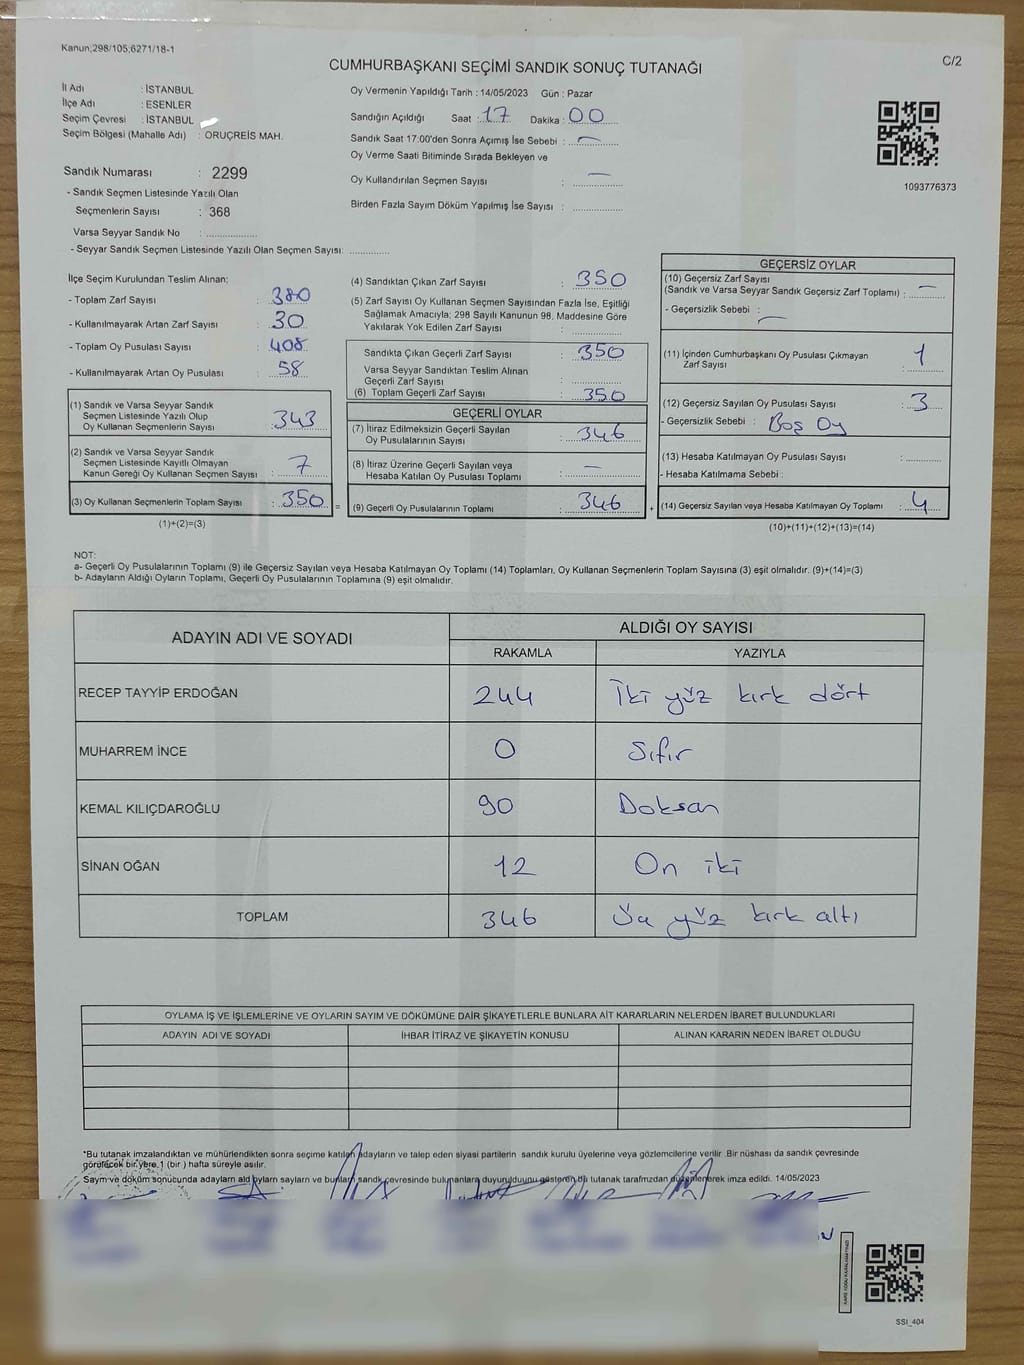 Kanun;298/105;6271/18-1
C/2
CUMHURBAŞKANI SEÇİMİ SANDIK SONUÇ TUTANAĞI
İl Adı : İSTANBUL
İlçe Adı : ESENLER
Seçim Çevresi : İSTANBUL
Seçim Bölgesi (Mahalle Adı) : ORUÇREİS MAH.
Oy Vermenin Yapıldığı Tarih : 14/05/2023 Gün : Pazar
Sandığın Açıldığı Saat : 17 Dakika : 00
Sandık Saat 17:00'den Sonra Açılmış İse Sebebi : —
Oy Verme Saati Bitiminde Sırada Bekleyen ve
Oy Kullandırılan Seçmen Sayısı : —
Birden Fazla Sayım Döküm Yapılmış İse Sayısı :
1093776373
Sandık Numarası : 2299
- Sandık Seçmen Listesinde Yazılı Olan
Seçmenlerin Sayısı : 368
Varsa Seyyar Sandık No :
- Seyyar Sandık Seçmen Listesinde Yazılı Olan Seçmen Sayısı:
İlçe Seçim Kurulundan Teslim Alınan;
- Toplam Zarf Sayısı : 380
- Kullanılmayarak Artan Zarf Sayısı : 30
- Toplam Oy Pusulası Sayısı : 408
- Kullanılmayarak Artan Oy Pusulası : 58
(1) Sandık ve Varsa Seyyar Sandık
Seçmen Listesinde Yazılı Olup
Oy Kullanan Seçmenlerin Sayısı : 343
(2) Sandık ve Varsa Seyyar Sandık
Seçmen Listesinde Kayıtlı Olmayan
Kanun Gereği Oy Kullanan Seçmen Sayısı : 7
(3) Oy Kullanan Seçmenlerin Toplam Sayısı : 350
(1)+(2)=(3)
(4) Sandıktan Çıkan Zarf Sayısı : 350
(5) Zarf Sayısı Oy Kullanan Seçmen Sayısından Fazla İse, Eşitliği
Sağlamak Amacıyla; 298 Sayılı Kanunun 98. Maddesine Göre
Yakılarak Yok Edilen Zarf Sayısı :
Sandıkta Çıkan Geçerli Zarf Sayısı : 350
Varsa Seyyar Sandıktan Teslim Alınan
Geçerli Zarf Sayısı :
(6) Toplam Geçerli Zarf Sayısı : 350
GEÇERLİ OYLAR
(7) İtiraz Edilmeksizin Geçerli Sayılan
Oy Pusulalarının Sayısı : 346
(8) İtiraz Üzerine Geçerli Sayılan veya
Hesaba Katılan Oy Pusulası Toplamı : —
= (9) Geçerli Oy Pusulalarının Toplamı : 346
GEÇERSİZ OYLAR
(10) Geçersiz Zarf Sayısı
(Sandık ve Varsa Seyyar Sandık Geçersiz Zarf Toplamı) : —
- Geçersizlik Sebebi : —
(11) İçinden Cumhurbaşkanı Oy Pusulası Çıkmayan
Zarf Sayısı : 1
(12) Geçersiz Sayılan Oy Pusulası Sayısı : 3
- Geçersizlik Sebebi : Boş Oy
(13) Hesaba Katılmayan Oy Pusulası Sayısı :
- Hesaba Katılmama Sebebi :
+ (14) Geçersiz Sayılan veya Hesaba Katılmayan Oy Toplamı : 4
(10)+(11)+(12)+(13)=(14)
NOT:
a- Geçerli Oy Pusulalarının Toplamı (9) ile Geçersiz Sayılan veya Hesaba Katılmayan Oy Toplamı (14) Toplamları, Oy Kullanan Seçmenlerin Toplam Sayısına (3) eşit olmalıdır. (9)+(14)=(3)
b- Adayların Aldığı Oyların Toplamı, Geçerli Oy Pusulalarının Toplamına (9) eşit olmalıdır.
ADAYIN ADI VE SOYADI
ALDIĞI OY SAYISI
RAKAMLA YAZIYLA
RECEP TAYYİP ERDOĞAN 244 İki yüz kırk dört
MUHARREM İNCE 0 Sıfır
KEMAL KILIÇDAROĞLU 90 Doksan
SİNAN OĞAN 12 On iki
TOPLAM 346 Üç yüz kırk altı
OYLAMA İŞ VE İŞLEMLERİNE VE OYLARIN SAYIM VE DÖKÜMÜNE DAİR ŞİKAYETLERLE BUNLARA AİT KARARLARIN NELERDEN İBARET BULUNDUKLARI
ADAYIN ADI VE SOYADI İHBAR İTİRAZ VE ŞİKAYETİN KONUSU ALINAN KARARIN NEDEN İBARET OLDUĞU
*Bu tutanak imzalandıktan ve mühürlendikten sonra seçime katılan adayların ve talep eden siyasi partilerin sandık kurulu üyelerine veya gözlemcilerine verilir. Bir nüshası da sandık çevresinde
görülecek bir yere 1 (bir ) hafta süreyle asılır.
Sayım ve döküm sonucunda adayların aldığı oyların sayıları ve bunların sandık çevresinde bulunanlara duyurulduğunu gösteren bu tutanak tarafımızdan düzenlenerek imza edildi. 14/05/2023
SSI_404